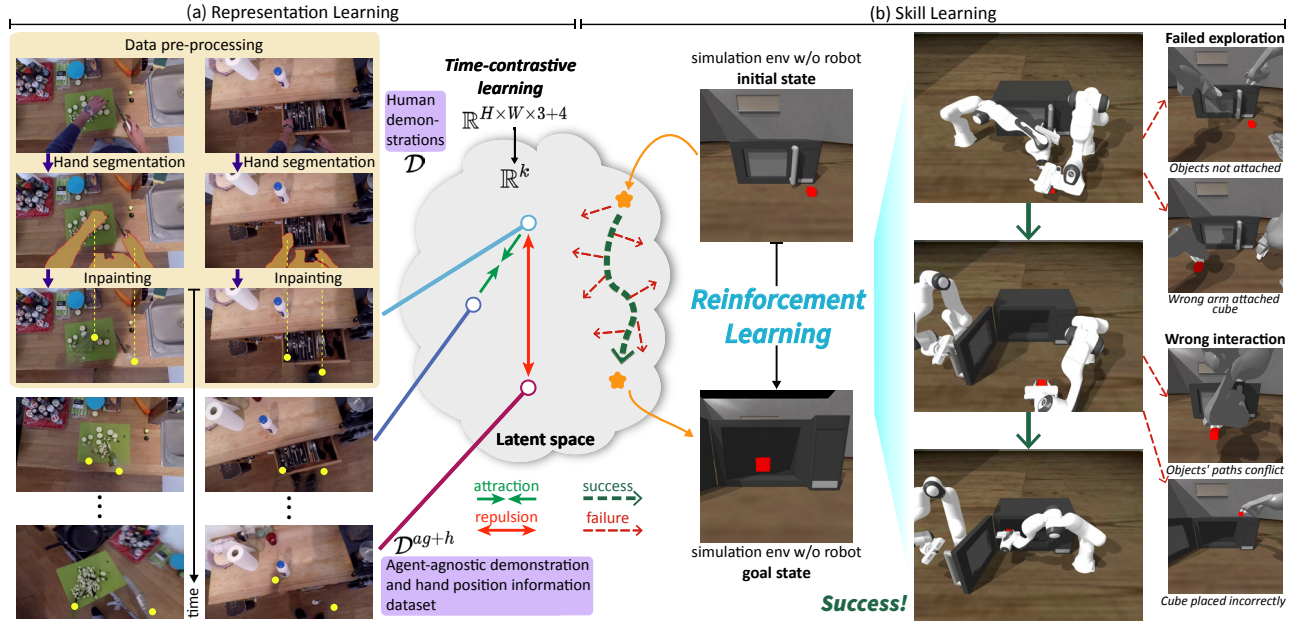 (a) Representation Learning
(b) Skill Learning
Data pre-processing
Hand segmentation
Hand segmentation
Inpainting
Inpainting
time
Time-contrastive
learning
Human
demon-
strations
𝒟
ℝ^{H×W×3+4}
ℝ^k
Latent space
attraction
repulsion
success
failure
𝒟^{ag+h}
Agent-agnostic demonstration
and hand position information
dataset
simulation env w/o robot
initial state
Reinforcement
Learning
simulation env w/o robot
goal state
Success!
Failed exploration
Objects not attached
Wrong arm attached
cube
Wrong interaction
Objects' paths conflict
Cube placed incorrectly